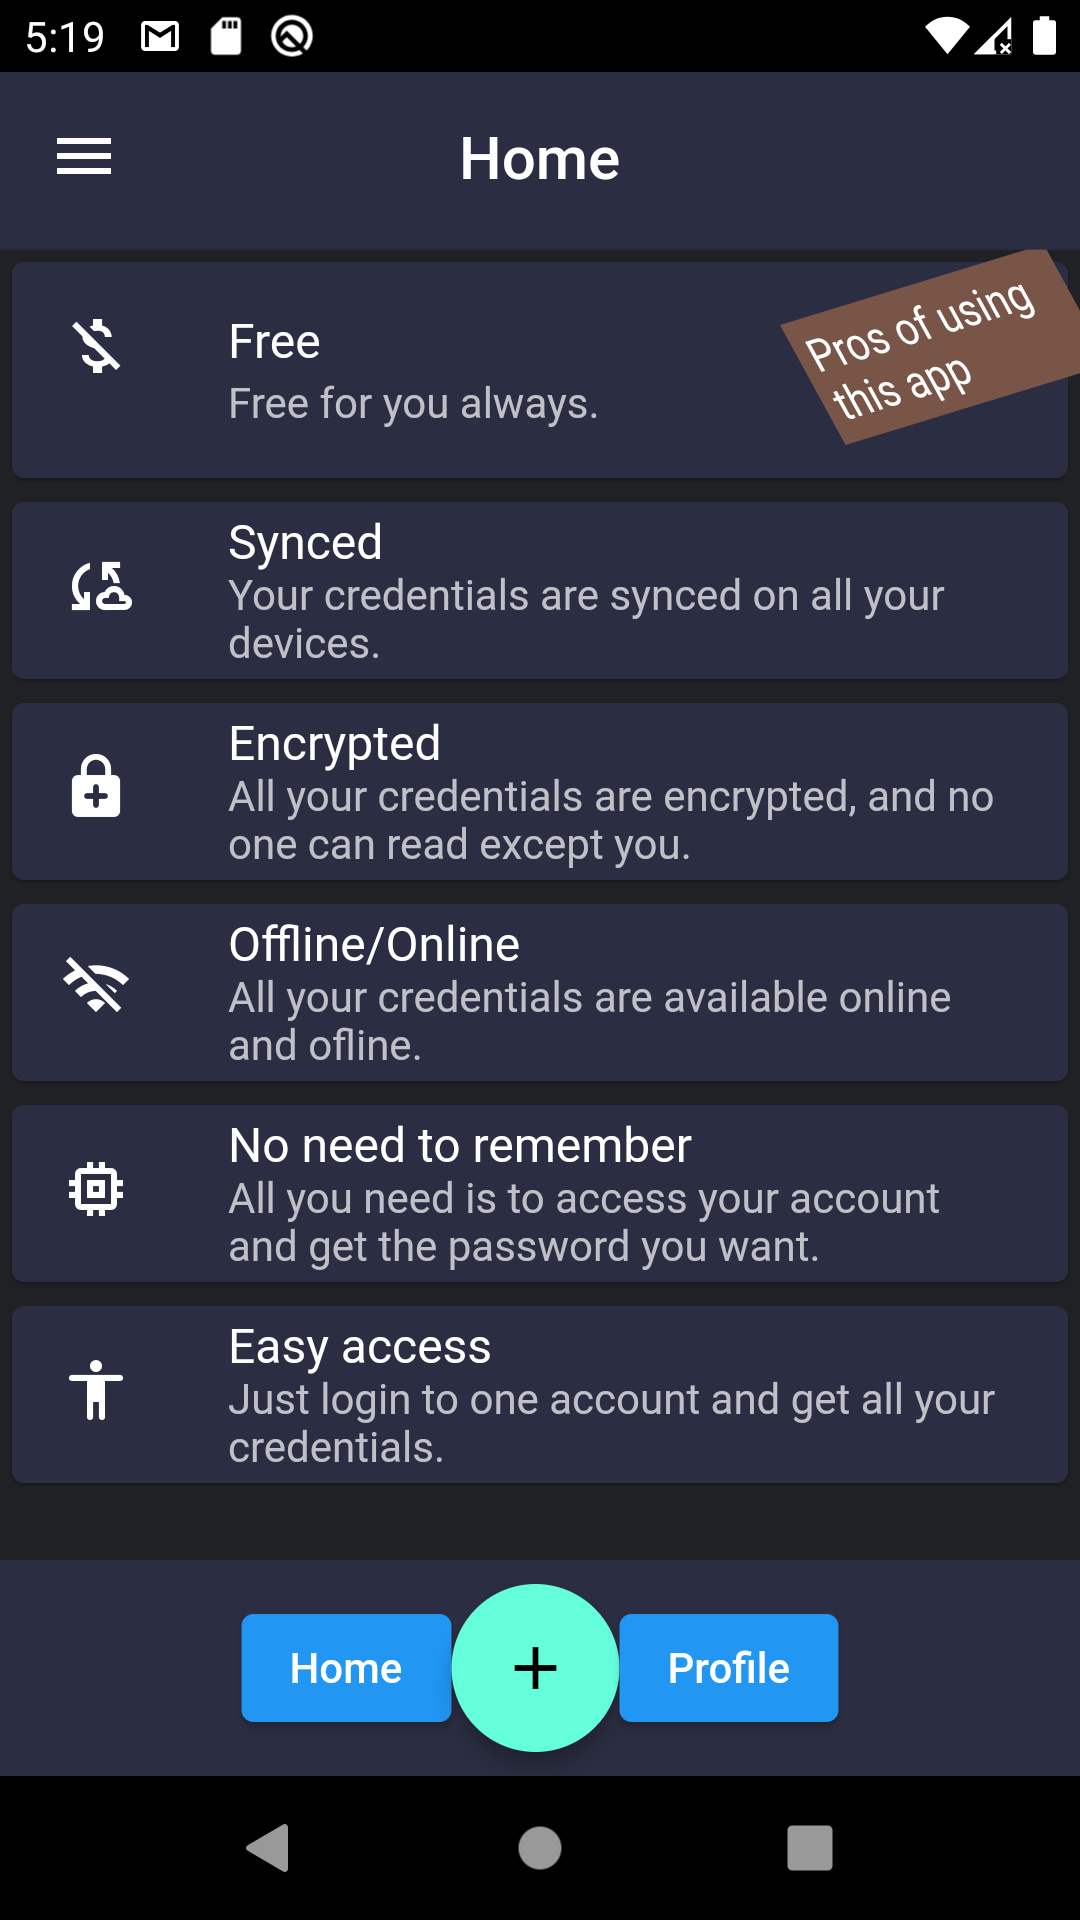 5:19
Home
Free
Free for you always.
Pros of using
this app
Synced
Your credentials are synced on all your
devices.
Encrypted
All your credentials are encrypted, and no
one can read except you.
Offline/Online
All your credentials are available online
and ofline.
No need to remember
All you need is to access your account
and get the password you want.
Easy access
Just login to one account and get all your
credentials.
Home
Profile